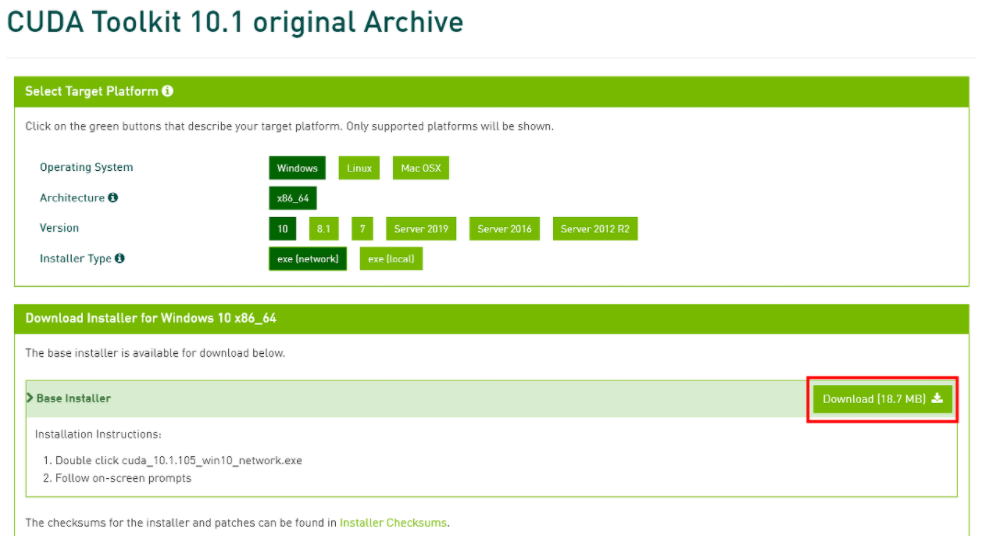 CUDA Toolkit 10.1 original Archive
Select Target Platform
Click on the green buttons that describe your target platform. Only supported platforms will be shown.
Operating System Windows Linux Mac OSX
Architecture x86_64
Version 10 8.1 7 Server 2019 Server 2016 Server 2012 R2
Installer Type exe (network) exe (local)
Download Installer for Windows 10 x86_64
The base installer is available for download below.
Base Installer Download (18.7 MB)
Installation Instructions:
1. Double click cuda_10.1.105_win10_network.exe
2. Follow on-screen prompts
The checksums for the installer and patches can be found in Installer Checksums.